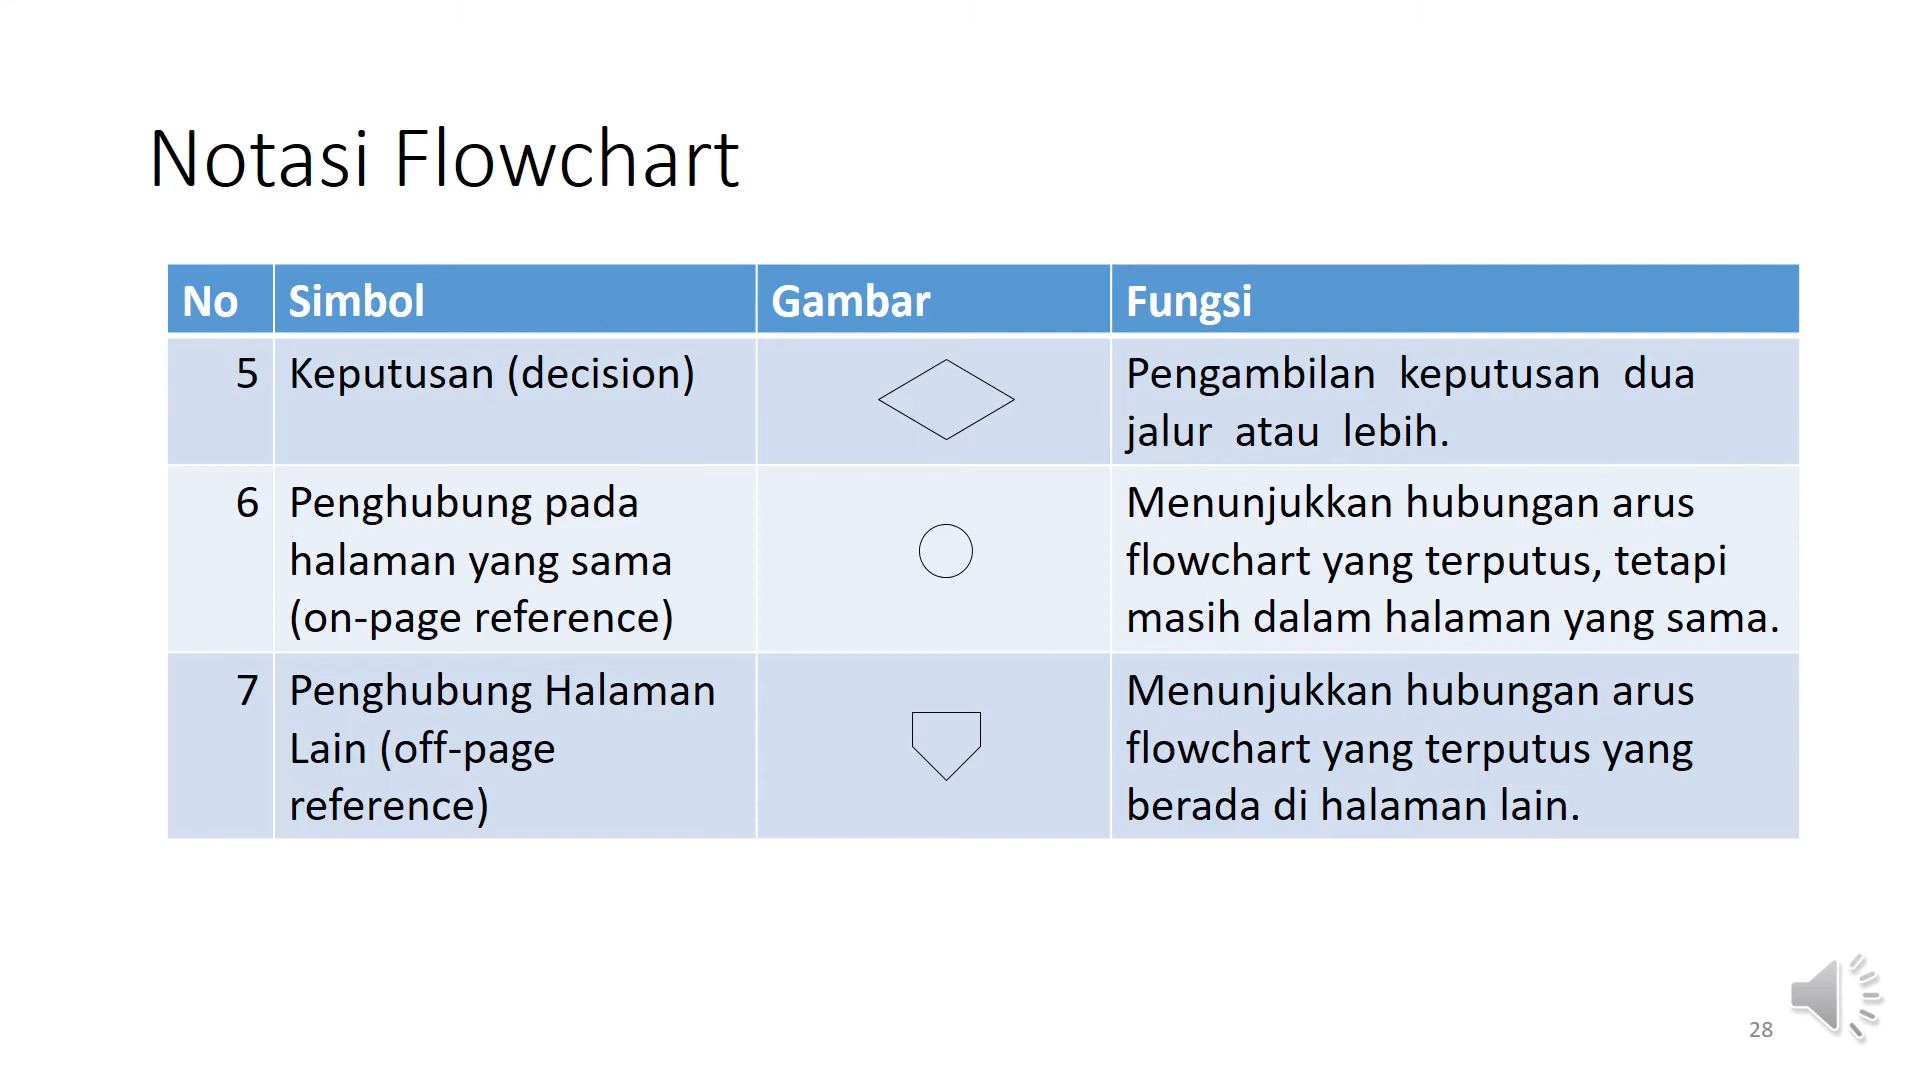 Notasi Flowchart
No Simbol Gambar Fungsi
5 Keputusan (decision) Pengambilan keputusan dua
jalur atau lebih.
6 Penghubung pada Menunjukkan hubungan arus
halaman yang sama flowchart yang terputus, tetapi
(on-page reference) masih dalam halaman yang sama.
7 Penghubung Halaman Menunjukkan hubungan arus
Lain (off-page flowchart yang terputus yang
reference) berada di halaman lain.
28